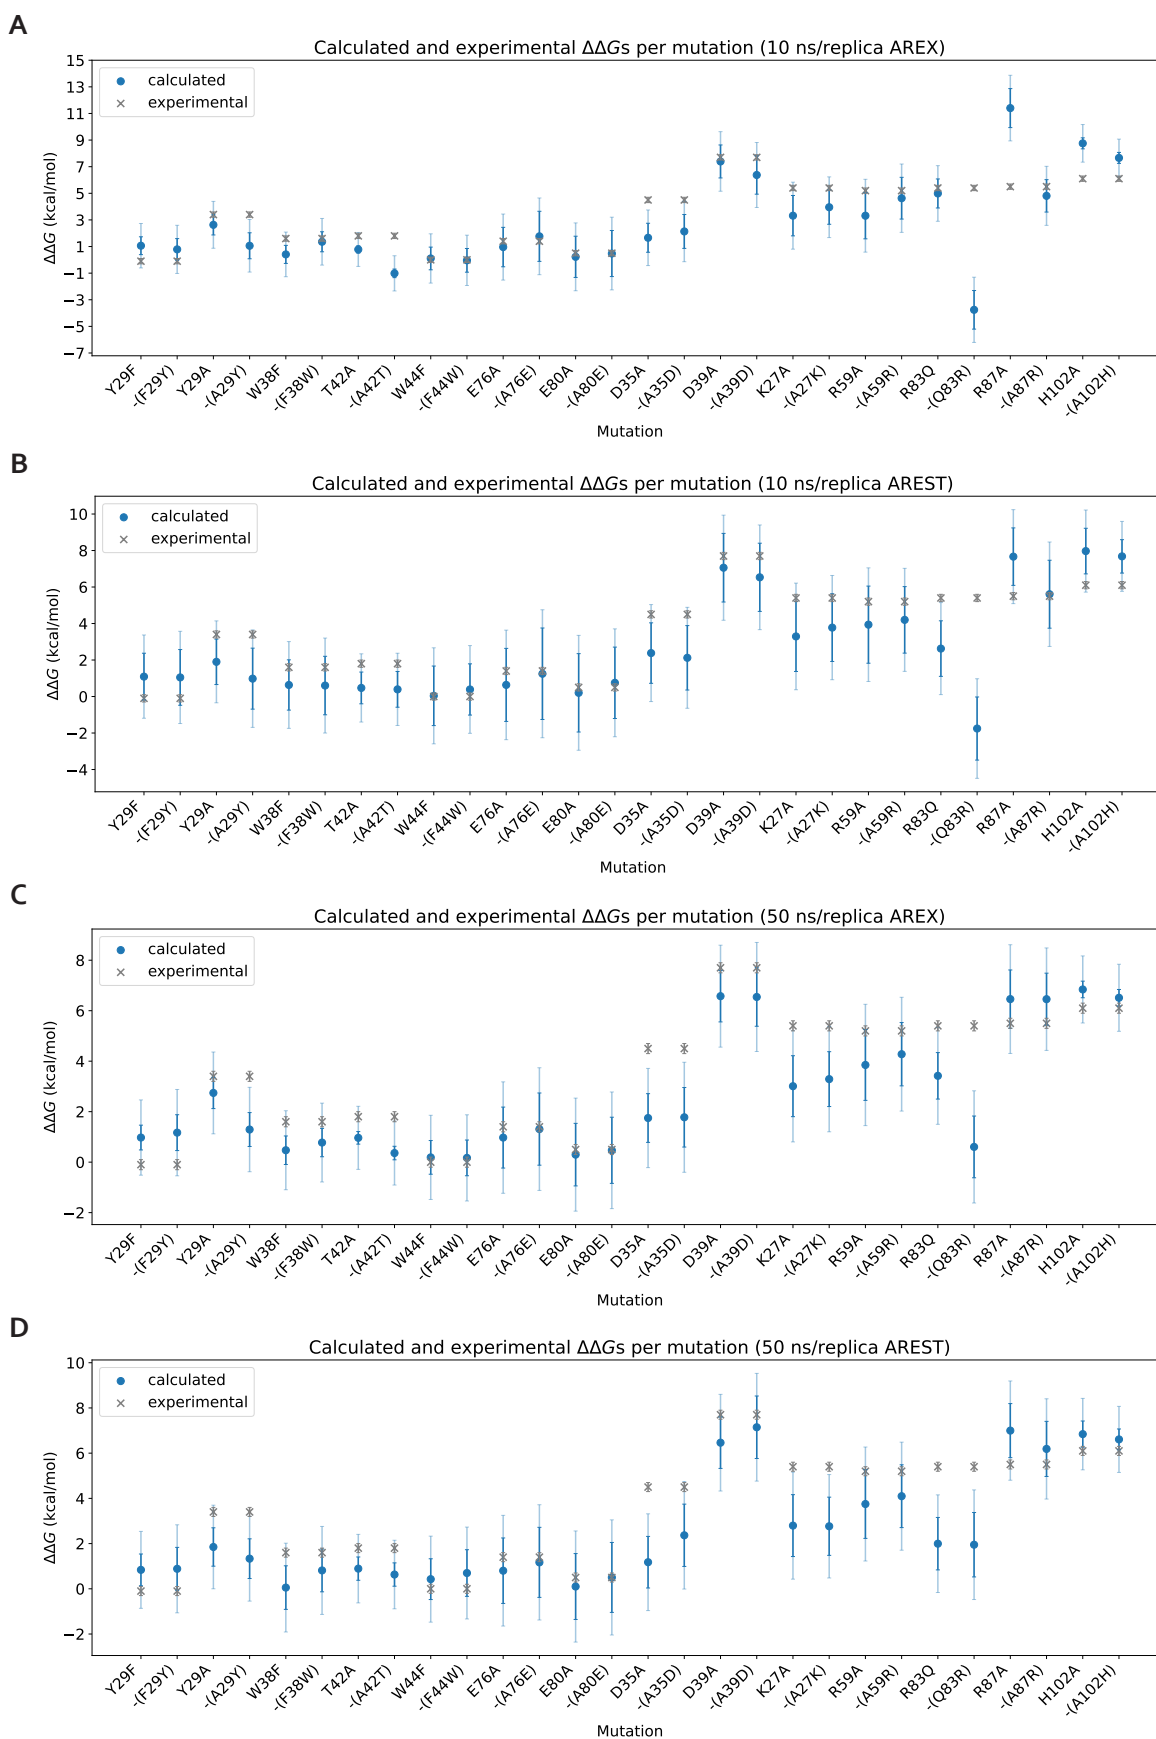 A
Calculated and experimental ΔΔGs per mutation (10 ns/replica AREX)
calculated
experimental
15
13
11
9
7
5
3
1
−1
−3
−5
−7
ΔΔG (kcal/mol)
Y29F -(F29Y) Y29A -(A29Y) W38F -(F38W) T42A -(A42T) W44F -(F44W) E76A -(A76E) E80A -(A80E) D35A -(A35D) D39A -(A39D) K27A -(A27K) R59A -(A59R) R83Q -(Q83R) R87A -(A87R) H102A -(A102H)
Mutation
B
Calculated and experimental ΔΔGs per mutation (10 ns/replica AREST)
calculated
experimental
10
8
6
4
2
0
−2
−4
ΔΔG (kcal/mol)
Y29F -(F29Y) Y29A -(A29Y) W38F -(F38W) T42A -(A42T) W44F -(F44W) E76A -(A76E) E80A -(A80E) D35A -(A35D) D39A -(A39D) K27A -(A27K) R59A -(A59R) R83Q -(Q83R) R87A -(A87R) H102A -(A102H)
Mutation
C
Calculated and experimental ΔΔGs per mutation (50 ns/replica AREX)
calculated
experimental
8
6
4
2
0
−2
ΔΔG (kcal/mol)
Y29F -(F29Y) Y29A -(A29Y) W38F -(F38W) T42A -(A42T) W44F -(F44W) E76A -(A76E) E80A -(A80E) D35A -(A35D) D39A -(A39D) K27A -(A27K) R59A -(A59R) R83Q -(Q83R) R87A -(A87R) H102A -(A102H)
Mutation
D
Calculated and experimental ΔΔGs per mutation (50 ns/replica AREST)
calculated
experimental
10
8
6
4
2
0
−2
ΔΔG (kcal/mol)
Y29F -(F29Y) Y29A -(A29Y) W38F -(F38W) T42A -(A42T) W44F -(F44W) E76A -(A76E) E80A -(A80E) D35A -(A35D) D39A -(A39D) K27A -(A27K) R59A -(A59R) R83Q -(Q83R) R87A -(A87R) H102A -(A102H)
Mutation